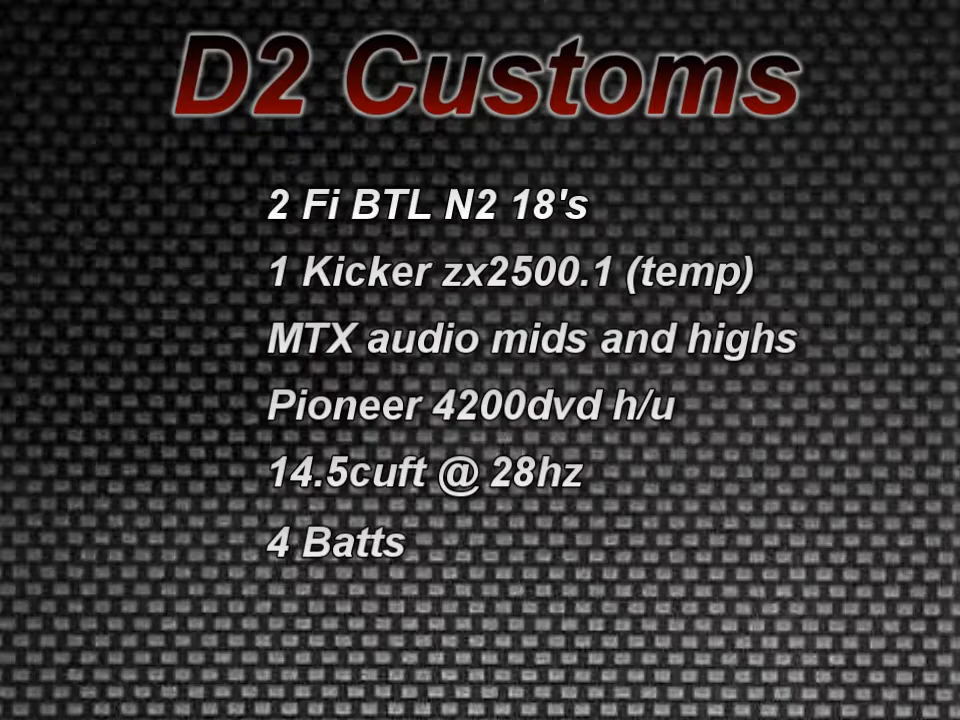 D2 Customs
2 Fi BTL N2 18's
1 Kicker zx2500.1 (temp)
MTX audio mids and highs
Pioneer 4200dvd h/u
14.5cuft @ 28hz
4 Batts